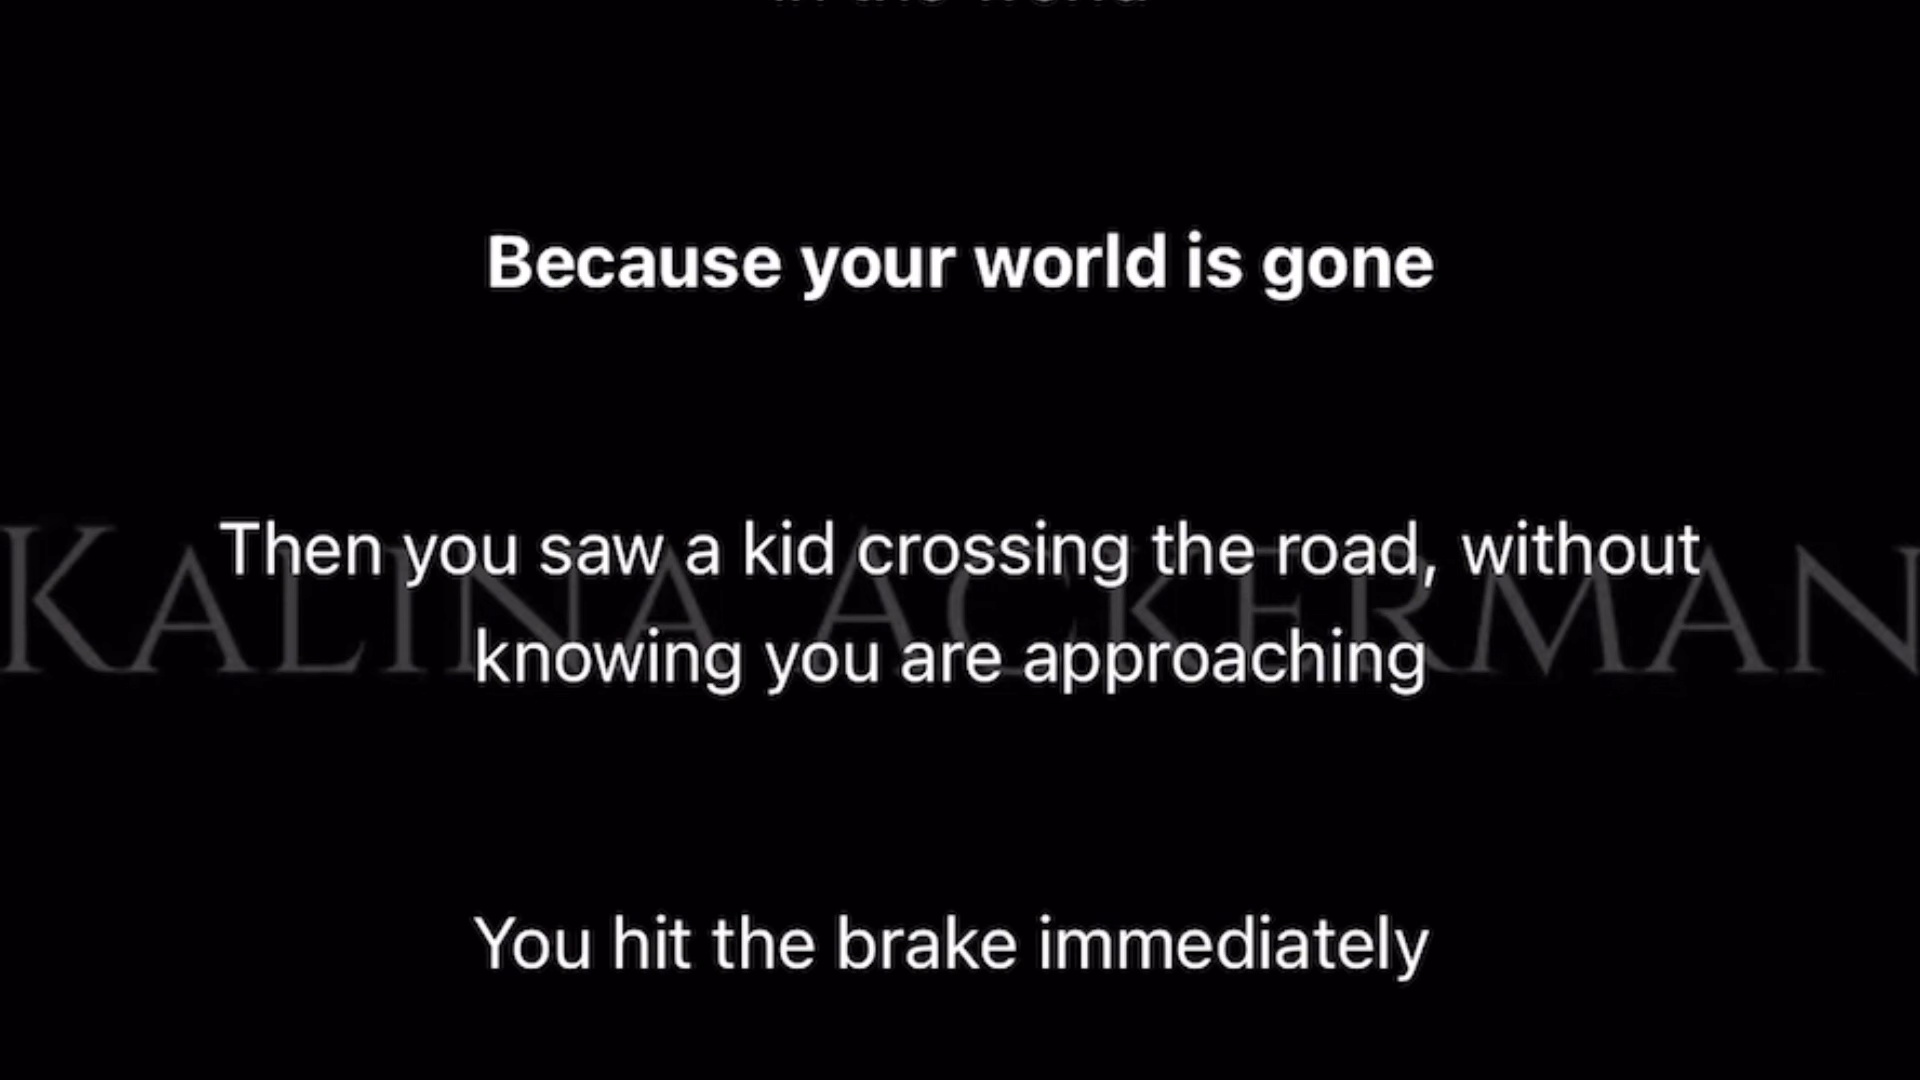 Because your world is gone
KALINA ACKERMAN
Then you saw a kid crossing the road, without
knowing you are approaching
You hit the brake immediately